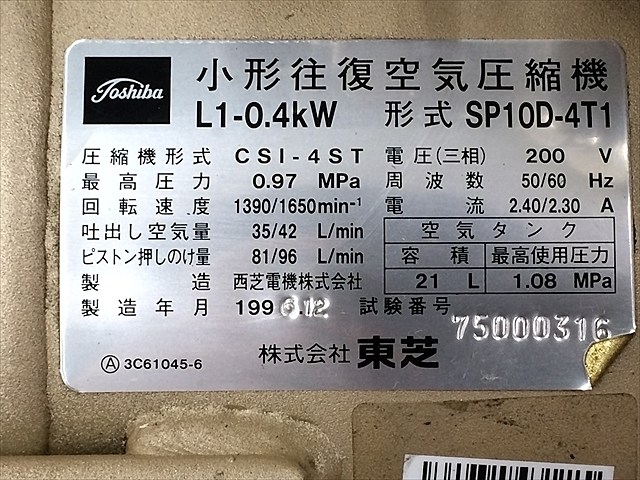 Toshiba
小形往復空気圧縮機
L1-0.4kW 形式 SP10D-4T1
圧縮機形式 CSI-4ST
最高圧力 0.97 MPa
回転速度 1390/1650min⁻¹
吐出し空気量 35/42 L/min
ピストン押しのけ量 81/96 L/min
製造 西芝電機株式会社
製造年月 1996.12
電圧(三相) 200 V
周波数 50/60 Hz
電流 2.40/2.30 A
空気タンク
容積 最高使用圧力
21 L 1.08 MPa
試験番号 75000316
Ⓐ 3C61045-6
株式会社 東芝